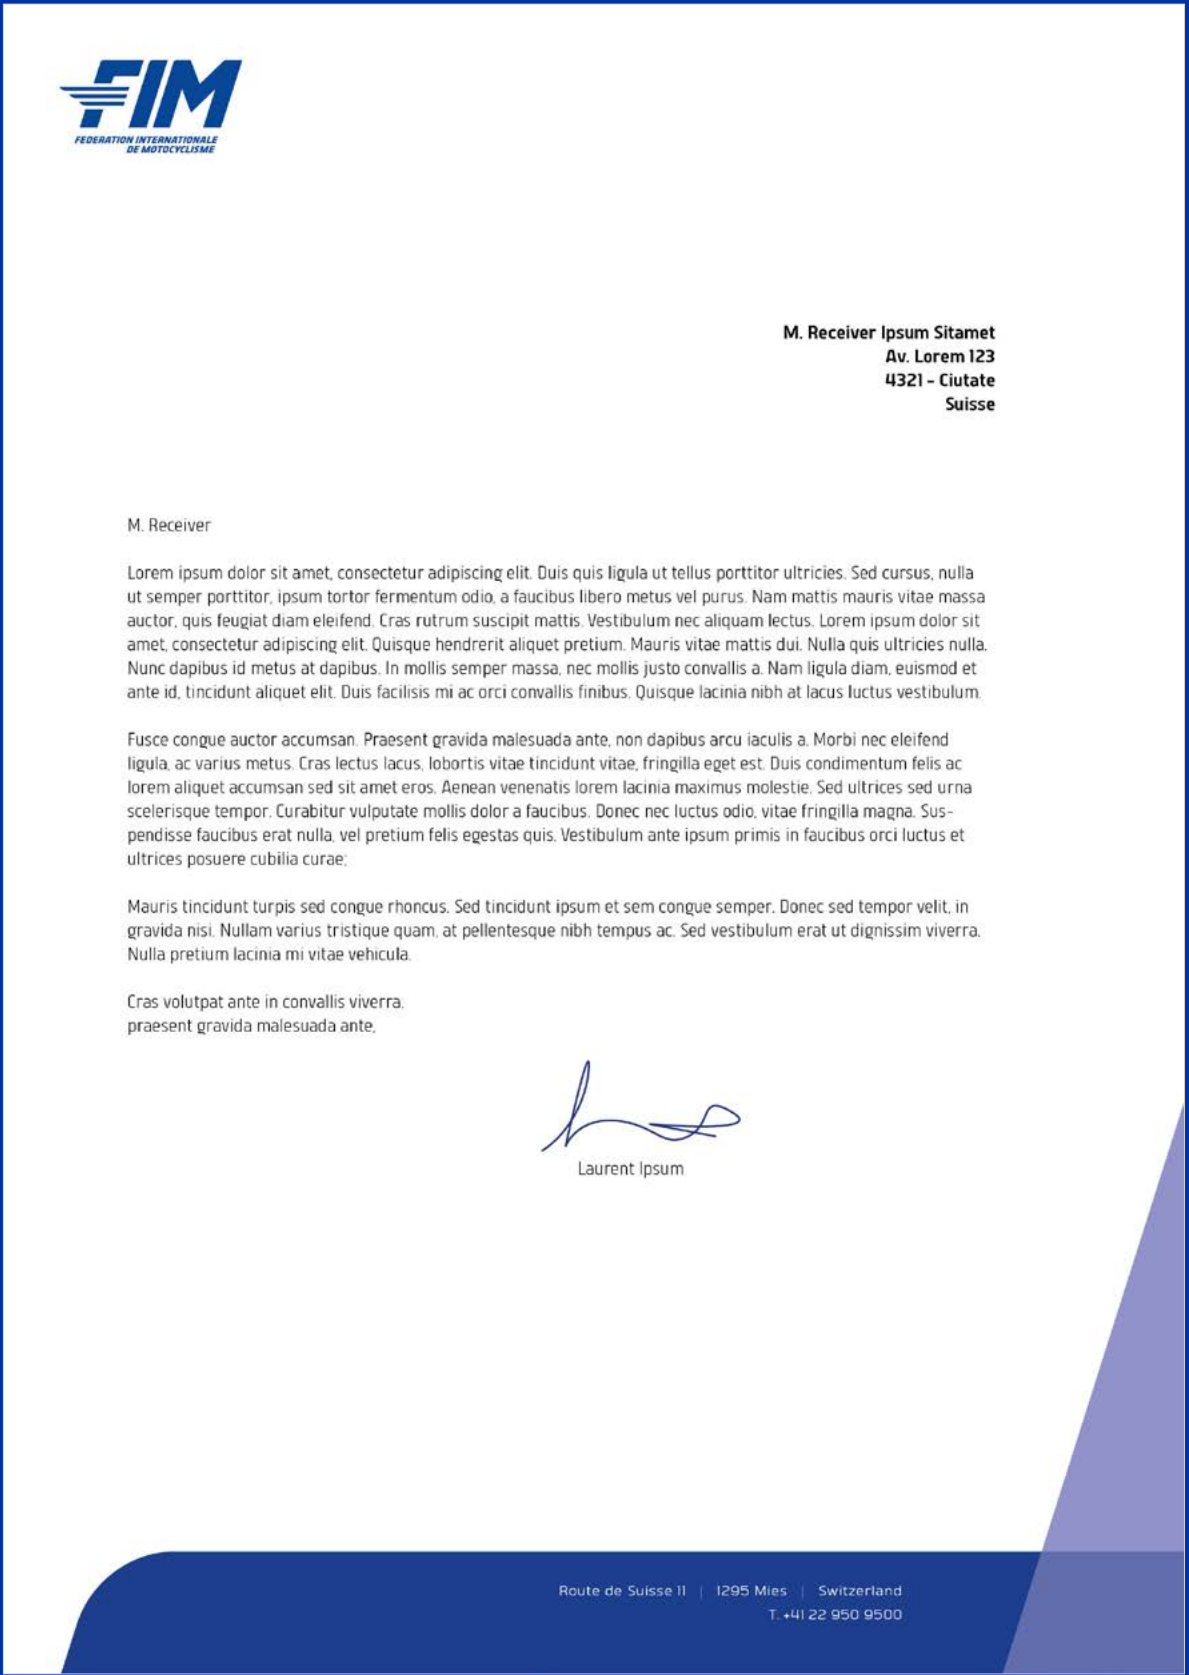 FIM
FEDERATION INTERNATIONALE
DE MOTOCYCLISME
M. Receiver Ipsum Sitamet
Av. Lorem 123
4321 - Ciutate
Suisse
M. Receiver
Lorem ipsum dolor sit amet, consectetur adipiscing elit. Duis quis ligula ut tellus porttitor ultricies. Sed cursus, nulla
ut semper porttitor, ipsum tortor fermentum odio, a faucibus libero metus vel purus. Nam mattis mauris vitae massa
auctor, quis feugiat diam eleifend. Cras rutrum suscipit mattis. Vestibulum nec aliquam lectus. Lorem ipsum dolor sit
amet, consectetur adipiscing elit. Quisque hendrerit aliquet pretium. Mauris vitae mattis dui. Nulla quis ultricies nulla.
Nunc dapibus id metus at dapibus. In mollis semper massa, nec mollis justo convallis a. Nam ligula diam, euismod et
ante id, tincidunt aliquet elit. Duis facilisis mi ac orci convallis finibus. Quisque lacinia nibh at lacus luctus vestibulum.
Fusce congue auctor accumsan. Praesent gravida malesuada ante, non dapibus arcu iaculis a. Morbi nec eleifend
ligula, ac varius metus. Cras lectus lacus, lobortis vitae tincidunt vitae, fringilla eget est. Duis condimentum felis ac
lorem aliquet accumsan sed sit amet eros. Aenean venenatis lorem lacinia maximus molestie. Sed ultrices sed urna
scelerisque tempor. Curabitur vulputate mollis dolor a faucibus. Donec nec luctus odio, vitae fringilla magna. Sus-
pendisse faucibus erat nulla, vel pretium felis egestas quis. Vestibulum ante ipsum primis in faucibus orci luctus et
ultrices posuere cubilia curae;
Mauris tincidunt turpis sed congue rhoncus. Sed tincidunt ipsum et sem congue semper. Donec sed tempor velit, in
gravida nisi. Nullam varius tristique quam, at pellentesque nibh tempus ac. Sed vestibulum erat ut dignissim viverra.
Nulla pretium lacinia mi vitae vehicula.
Cras volutpat ante in convallis viverra.
praesent gravida malesuada ante,
Laurent Ipsum
Route de Suisse 11 | 1295 Mies | Switzerland
T. +41 22 950 9500